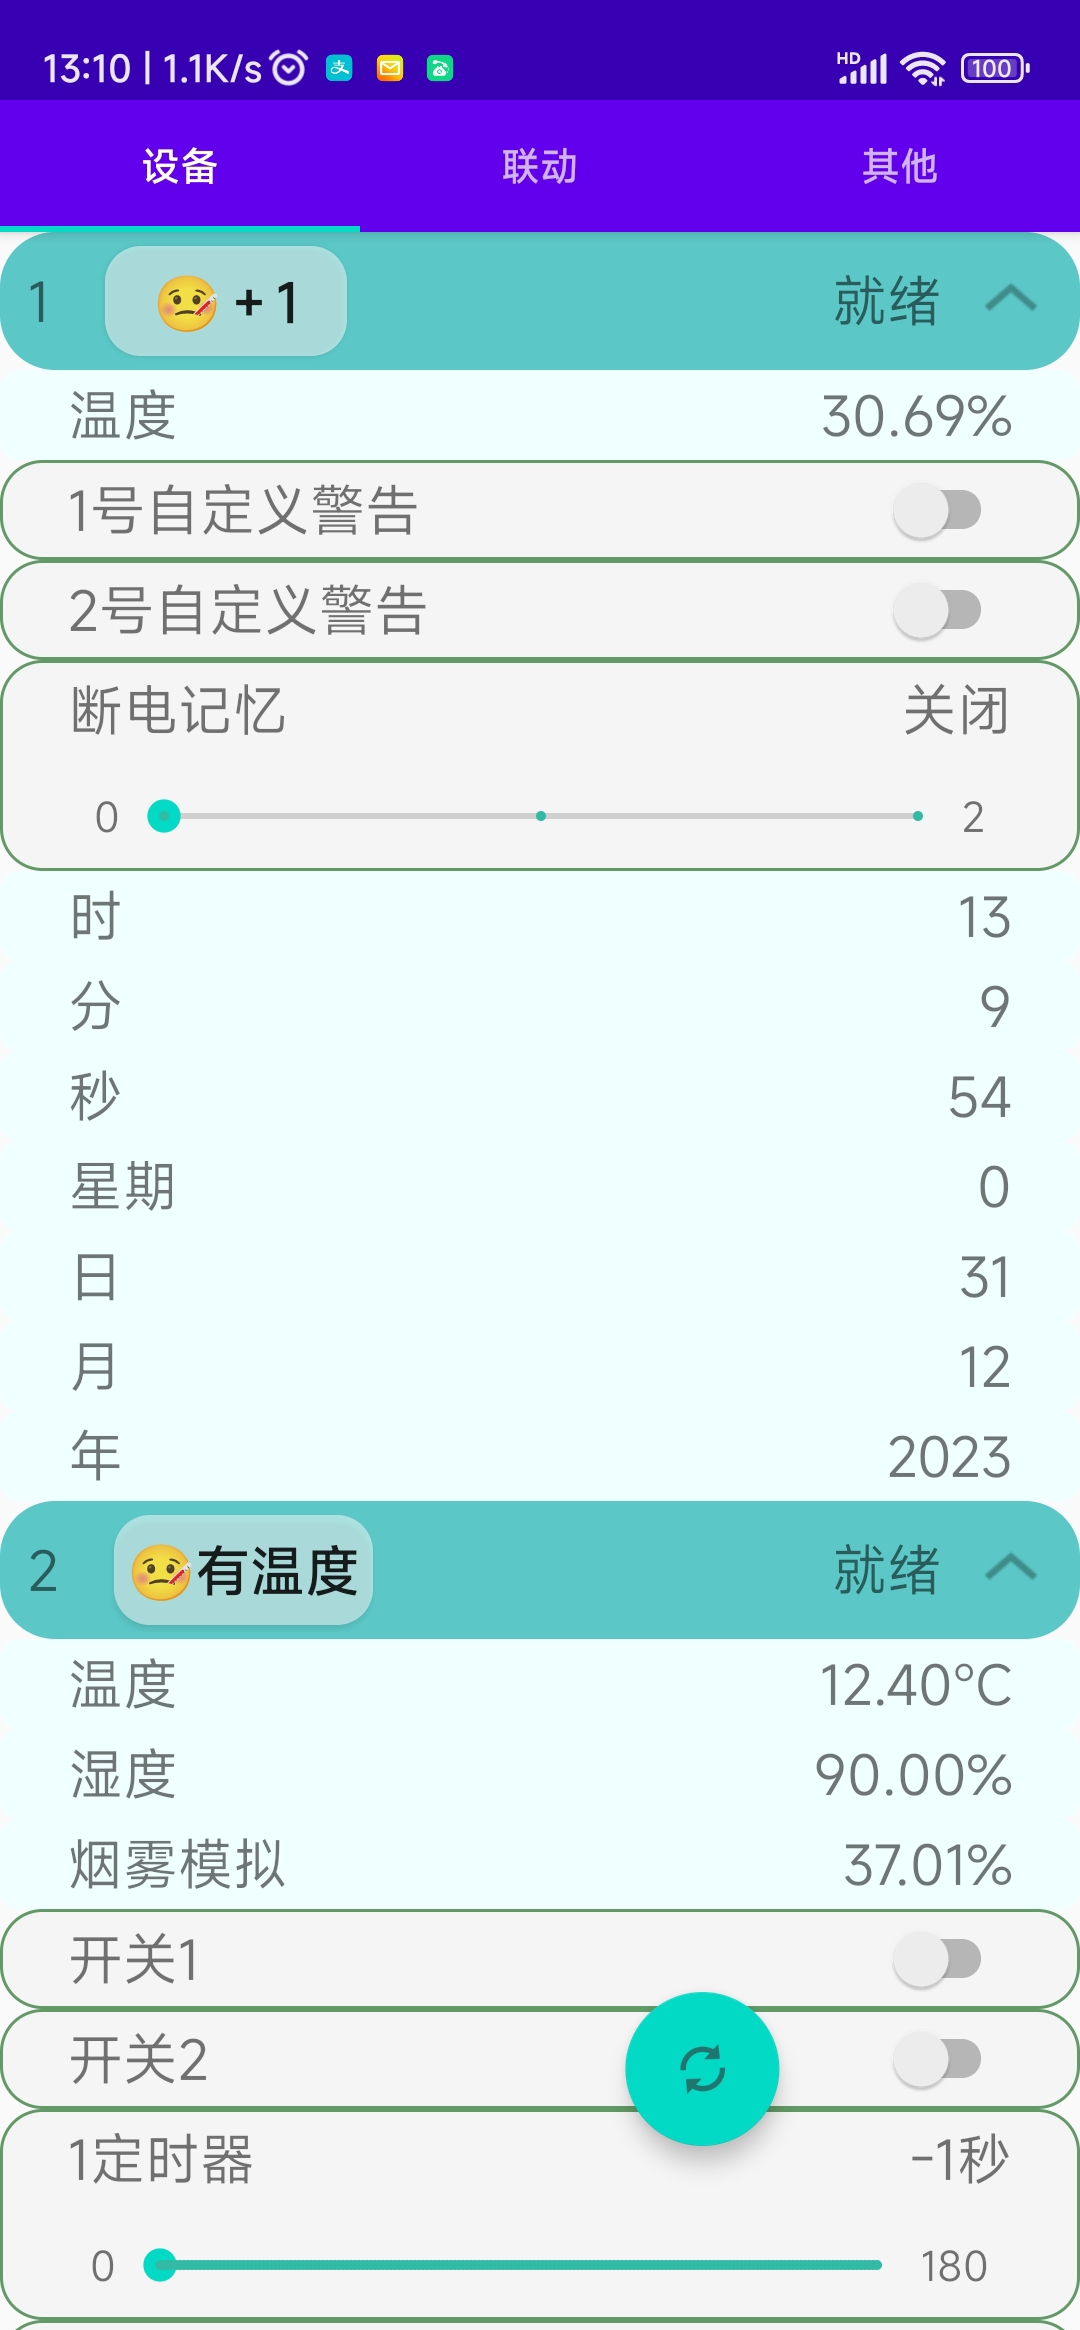 13:10 | 1.1K/s HD 100
设备 联动 其他
1 🤒 + 1 就绪
温度 30.69%
1号自定义警告
2号自定义警告
断电记忆 关闭
0 2
时 13
分 9
秒 54
星期 0
日 31
月 12
年 2023
2 🤒有温度 就绪
温度 12.40°C
湿度 90.00%
烟雾模拟 37.01%
开关1
开关2
1定时器 -1秒
0 180